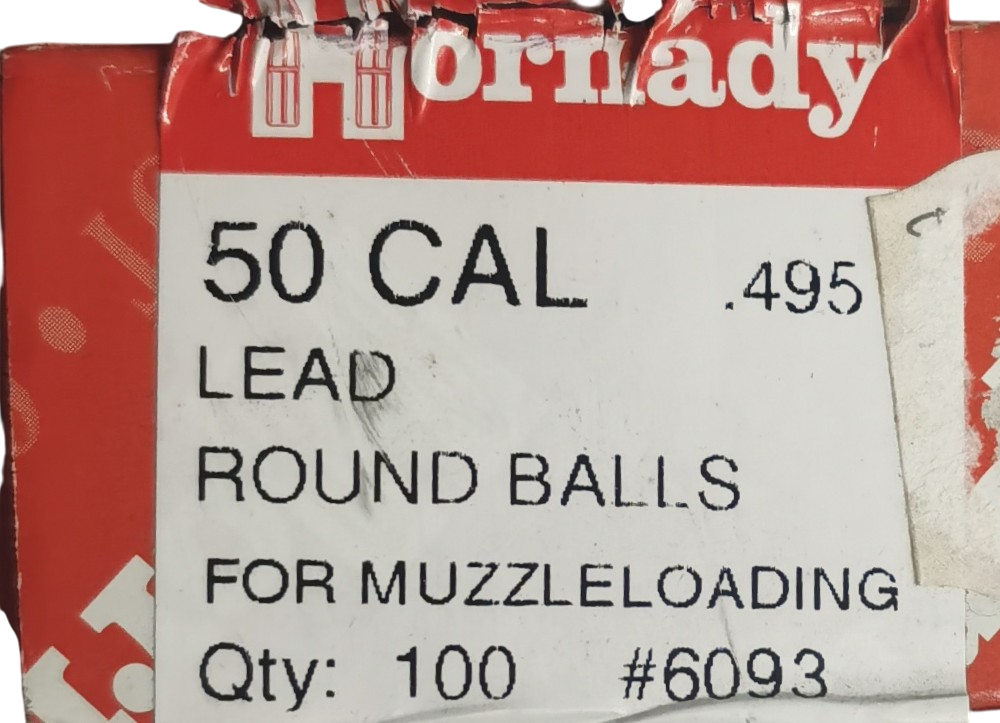 Hornady
50 CAL .495
LEAD
ROUND BALLS
FOR MUZZLELOADING
Qty: 100 #6093